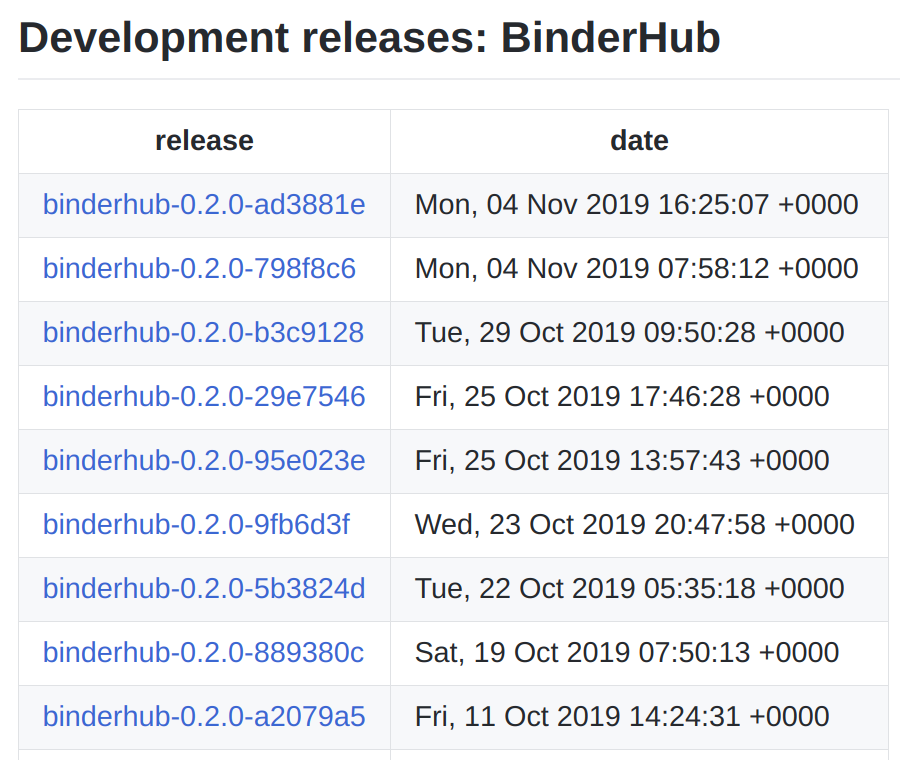 Development releases: BinderHub
release date
binderhub-0.2.0-ad3881e Mon, 04 Nov 2019 16:25:07 +0000
binderhub-0.2.0-798f8c6 Mon, 04 Nov 2019 07:58:12 +0000
binderhub-0.2.0-b3c9128 Tue, 29 Oct 2019 09:50:28 +0000
binderhub-0.2.0-29e7546 Fri, 25 Oct 2019 17:46:28 +0000
binderhub-0.2.0-95e023e Fri, 25 Oct 2019 13:57:43 +0000
binderhub-0.2.0-9fb6d3f Wed, 23 Oct 2019 20:47:58 +0000
binderhub-0.2.0-5b3824d Tue, 22 Oct 2019 05:35:18 +0000
binderhub-0.2.0-889380c Sat, 19 Oct 2019 07:50:13 +0000
binderhub-0.2.0-a2079a5 Fri, 11 Oct 2019 14:24:31 +0000